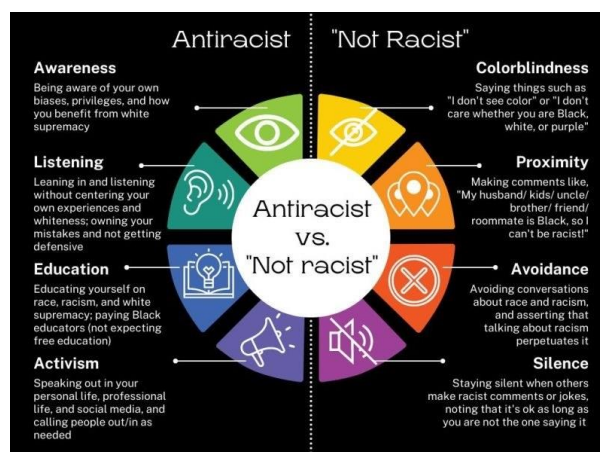 Antiracist
Awareness
Being aware of your own
biases, privileges, and how
you benefit from white
supremacy
Listening
Leaning in and listening
without centering your
own experiences and
whiteness; owning your
mistakes and not getting
defensive
Education
Educating yourself on
race, racism, and white
supremacy; paying Black
educators (not expecting
free education)
Activism
Speaking out in your
personal life, professional
life, and social media, and
calling people out/in as
needed
Antiracist
vs.
"Not racist"
"Not Racist"
Colorblindness
Saying things such as
"I don't see color" or "I don't
care whether you are Black,
white, or purple"
Proximity
Making comments like,
"My husband/ kids/ uncle/
brother/ friend/
roommate is Black, so I
can't be racist!"
Avoidance
Avoiding conversations
about race and racism,
and asserting that
talking about racism
perpetuates it
Silence
Staying silent when others
make racist comments or jokes,
noting that it's ok as long as
you are not the one saying it